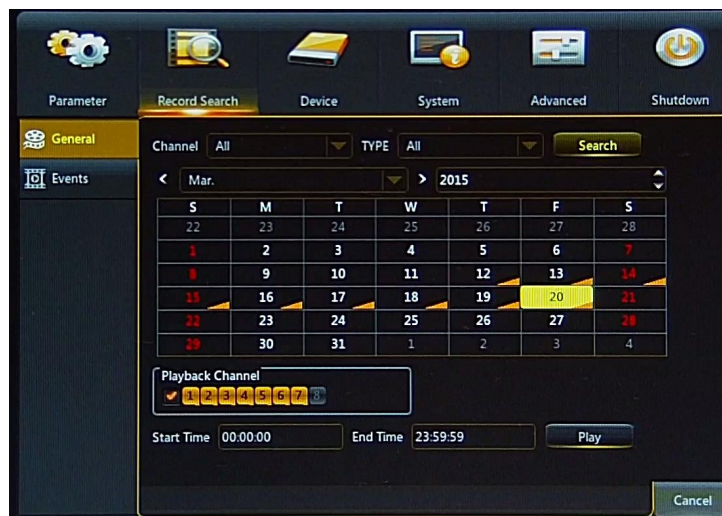 Parameter Record Search Device System Advanced Shutdown
General
Events
Channel All TYPE All Search
< Mar. > 2015
S M T W T F S
22 23 24 25 26 27 28
1 2 3 4 5 6 7
8 9 10 11 12 13 14
15 16 17 18 19 20 21
22 23 24 25 26 27 28
29 30 31 1 2 3 4
Playback Channel
1 2 3 4 5 6 7 8
Start Time 00:00:00 End Time 23:59:59 Play
Cancel